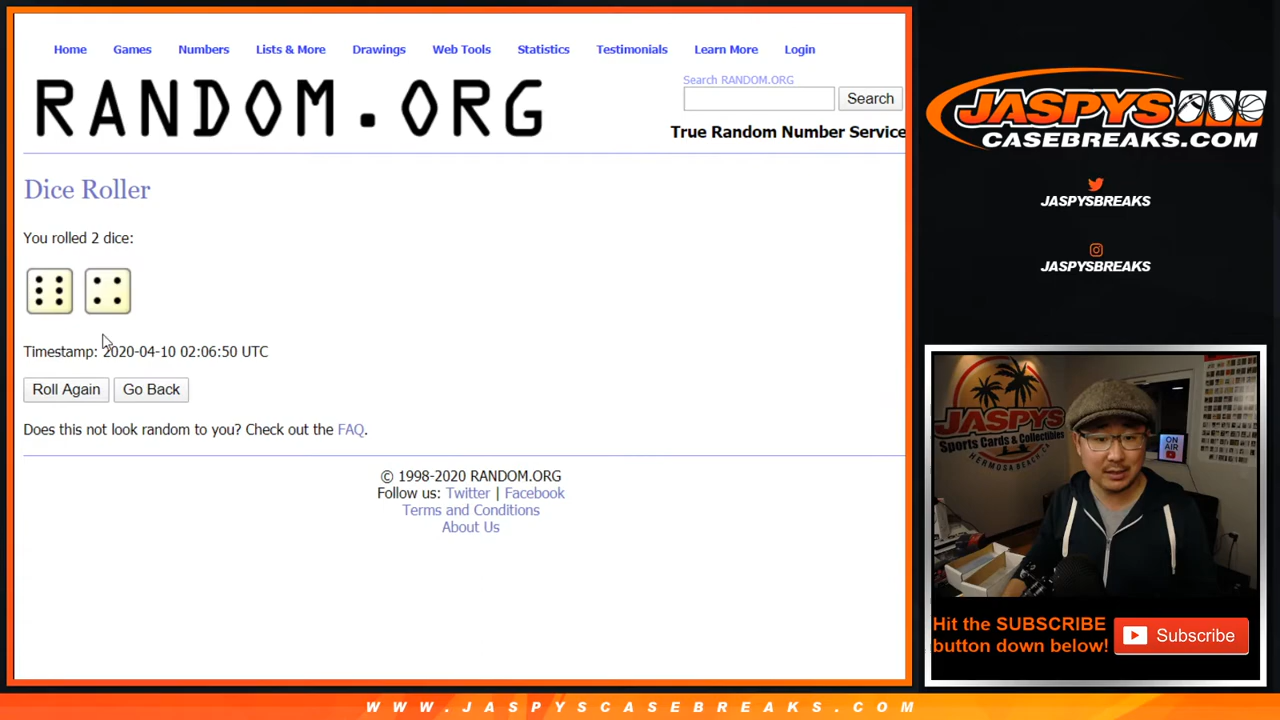 Home Games Numbers Lists & More Drawings Web Tools Statistics Testimonials Learn More Login
RANDOM.ORG
Search RANDOM.ORG
Search
True Random Number Service
Dice Roller
You rolled 2 dice:
Timestamp: 2020-04-10 02:06:50 UTC
Roll Again Go Back
Does this not look random to you? Check out the FAQ.
© 1998-2020 RANDOM.ORG
Follow us: Twitter | Facebook
Terms and Conditions
About Us
JASPYS
CASEBREAKS.COM
JASPYSBREAKS
JASPYSBREAKS
JASPYS
Sports Cards & Collectibles
HERMOSA BEACH, CA
ON AIR
Hit the SUBSCRIBE
button down below!
Subscribe
WWW.JASPYSCASEBREAKS.COM